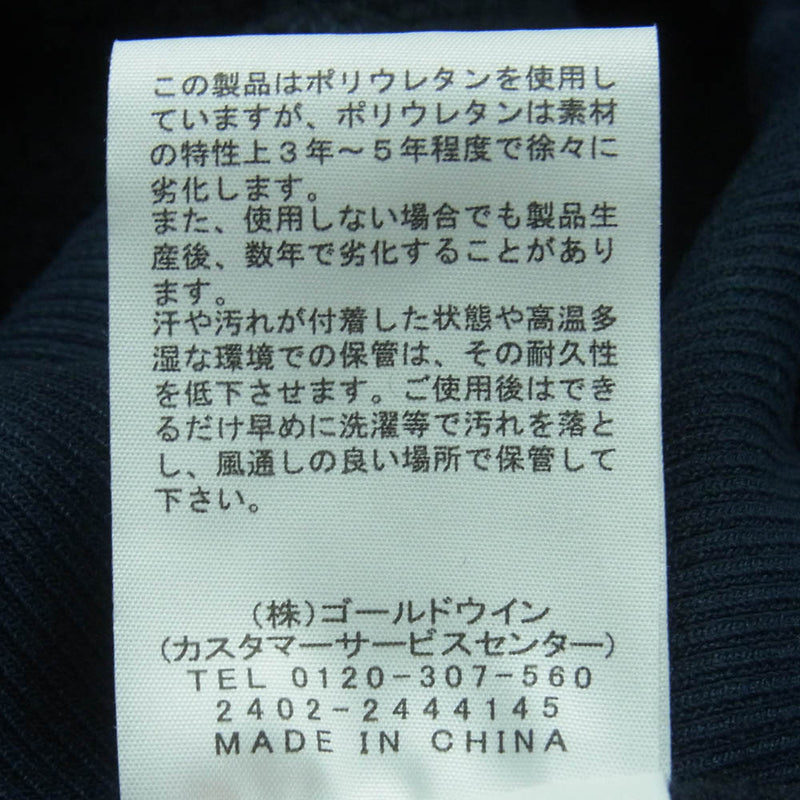 この製品はポリウレタンを使用し
ていますが、ポリウレタンは素材
の特性上3年～5年程度で徐々に
劣化します。
また、使用しない場合でも製品生
産後、数年で劣化することがあり
ます。
汗や汚れが付着した状態や高温多
湿な環境での保管は、その耐久性
を低下させます。ご使用後はでき
るだけ早めに洗濯等で汚れを落と
し、風通しの良い場所で保管して
下さい。
(株)ゴールドウイン
(カスタマーサービスセンター)
TEL 0120-307-560
2402-2444145
MADE IN CHINA